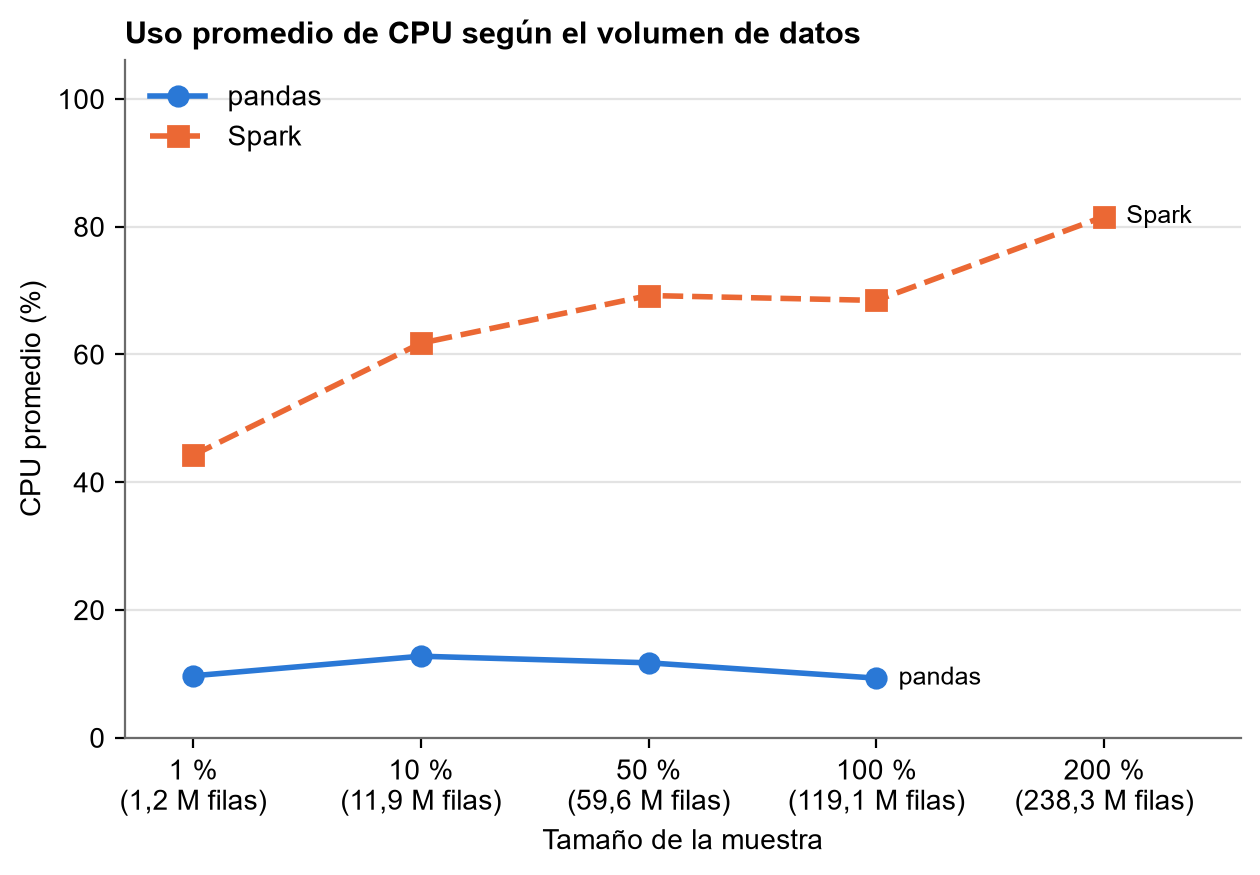 Uso promedio de CPU según el volumen de datos
pandas
Spark
100
80
60
40
20
0
CPU promedio (%)
Spark
pandas
1 %
(1,2 M filas)
10 %
(11,9 M filas)
50 %
(59,6 M filas)
100 %
(119,1 M filas)
200 %
(238,3 M filas)
Tamaño de la muestra